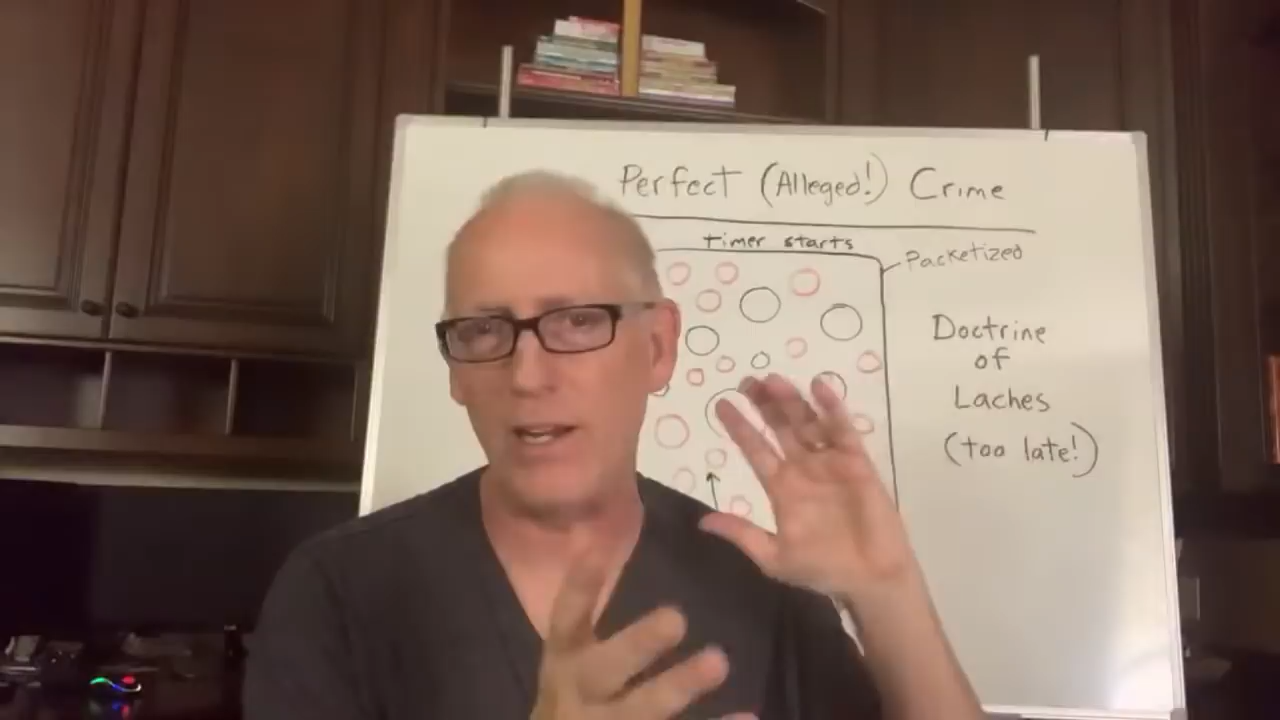 Perfect (Alleged!) Crime
timer starts
Packetized
Doctrine
of
Laches
(too late!)